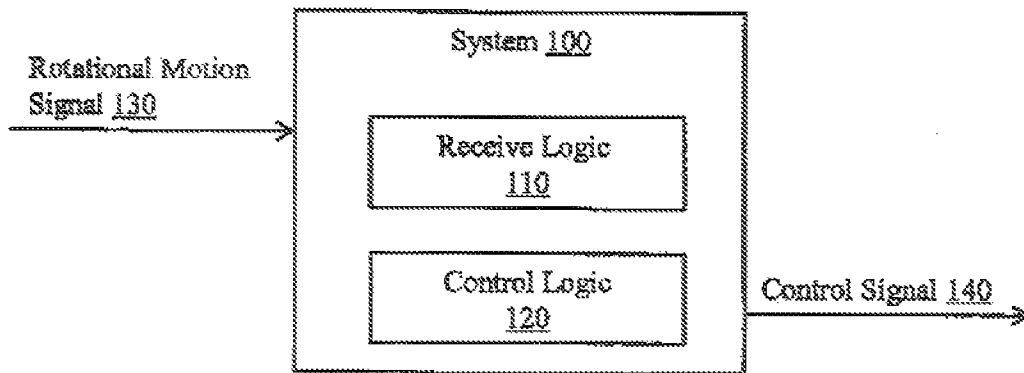 System 100
Rotational Motion
Signal 130
Receive Logic
110
Control Logic
120
Control Signal 140